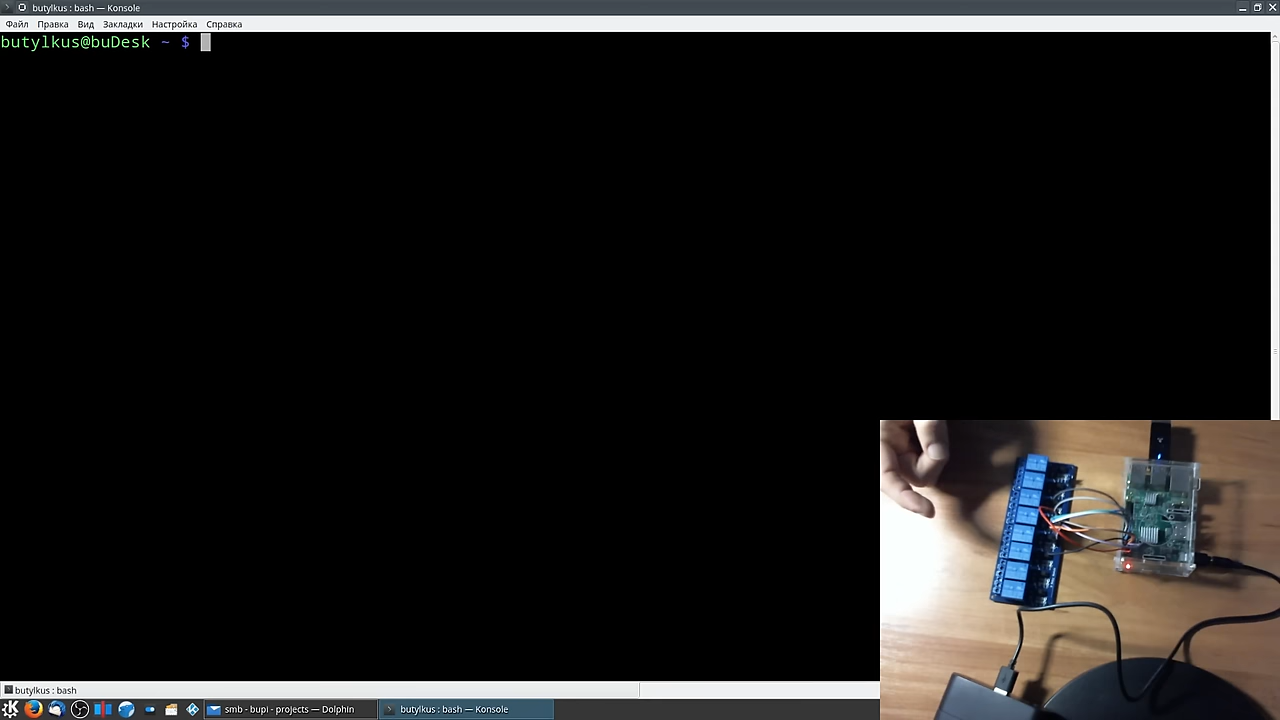 butylkus : bash — Konsole
Файл Правка Вид Закладки Настройка Справка
butylkus@buDesk ~ $
butylkus : bash
smb - bupi - projects — Dolphin
butylkus : bash — Konsole